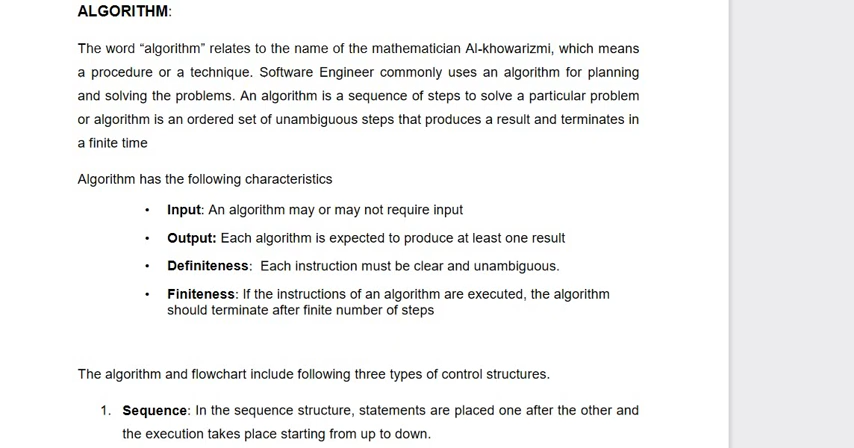 ALGORITHM:
The word “algorithm” relates to the name of the mathematician Al-khowarizmi, which means
a procedure or a technique. Software Engineer commonly uses an algorithm for planning
and solving the problems. An algorithm is a sequence of steps to solve a particular problem
or algorithm is an ordered set of unambiguous steps that produces a result and terminates in
a finite time
Algorithm has the following characteristics
• Input: An algorithm may or may not require input
• Output: Each algorithm is expected to produce at least one result
• Definiteness: Each instruction must be clear and unambiguous.
• Finiteness: If the instructions of an algorithm are executed, the algorithm
should terminate after finite number of steps
The algorithm and flowchart include following three types of control structures.
1. Sequence: In the sequence structure, statements are placed one after the other and
the execution takes place starting from up to down.